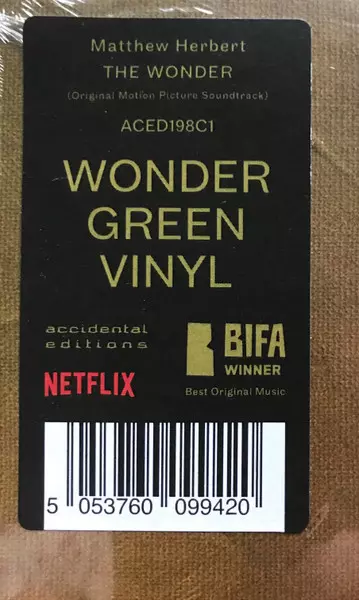 Matthew Herbert
THE WONDER
(Original Motion Picture Soundtrack)
ACED198C1
WONDER
GREEN
VINYL
accidental
editions
BIFA
WINNER
NETFLIX
Best Original Music
5 053760 099420